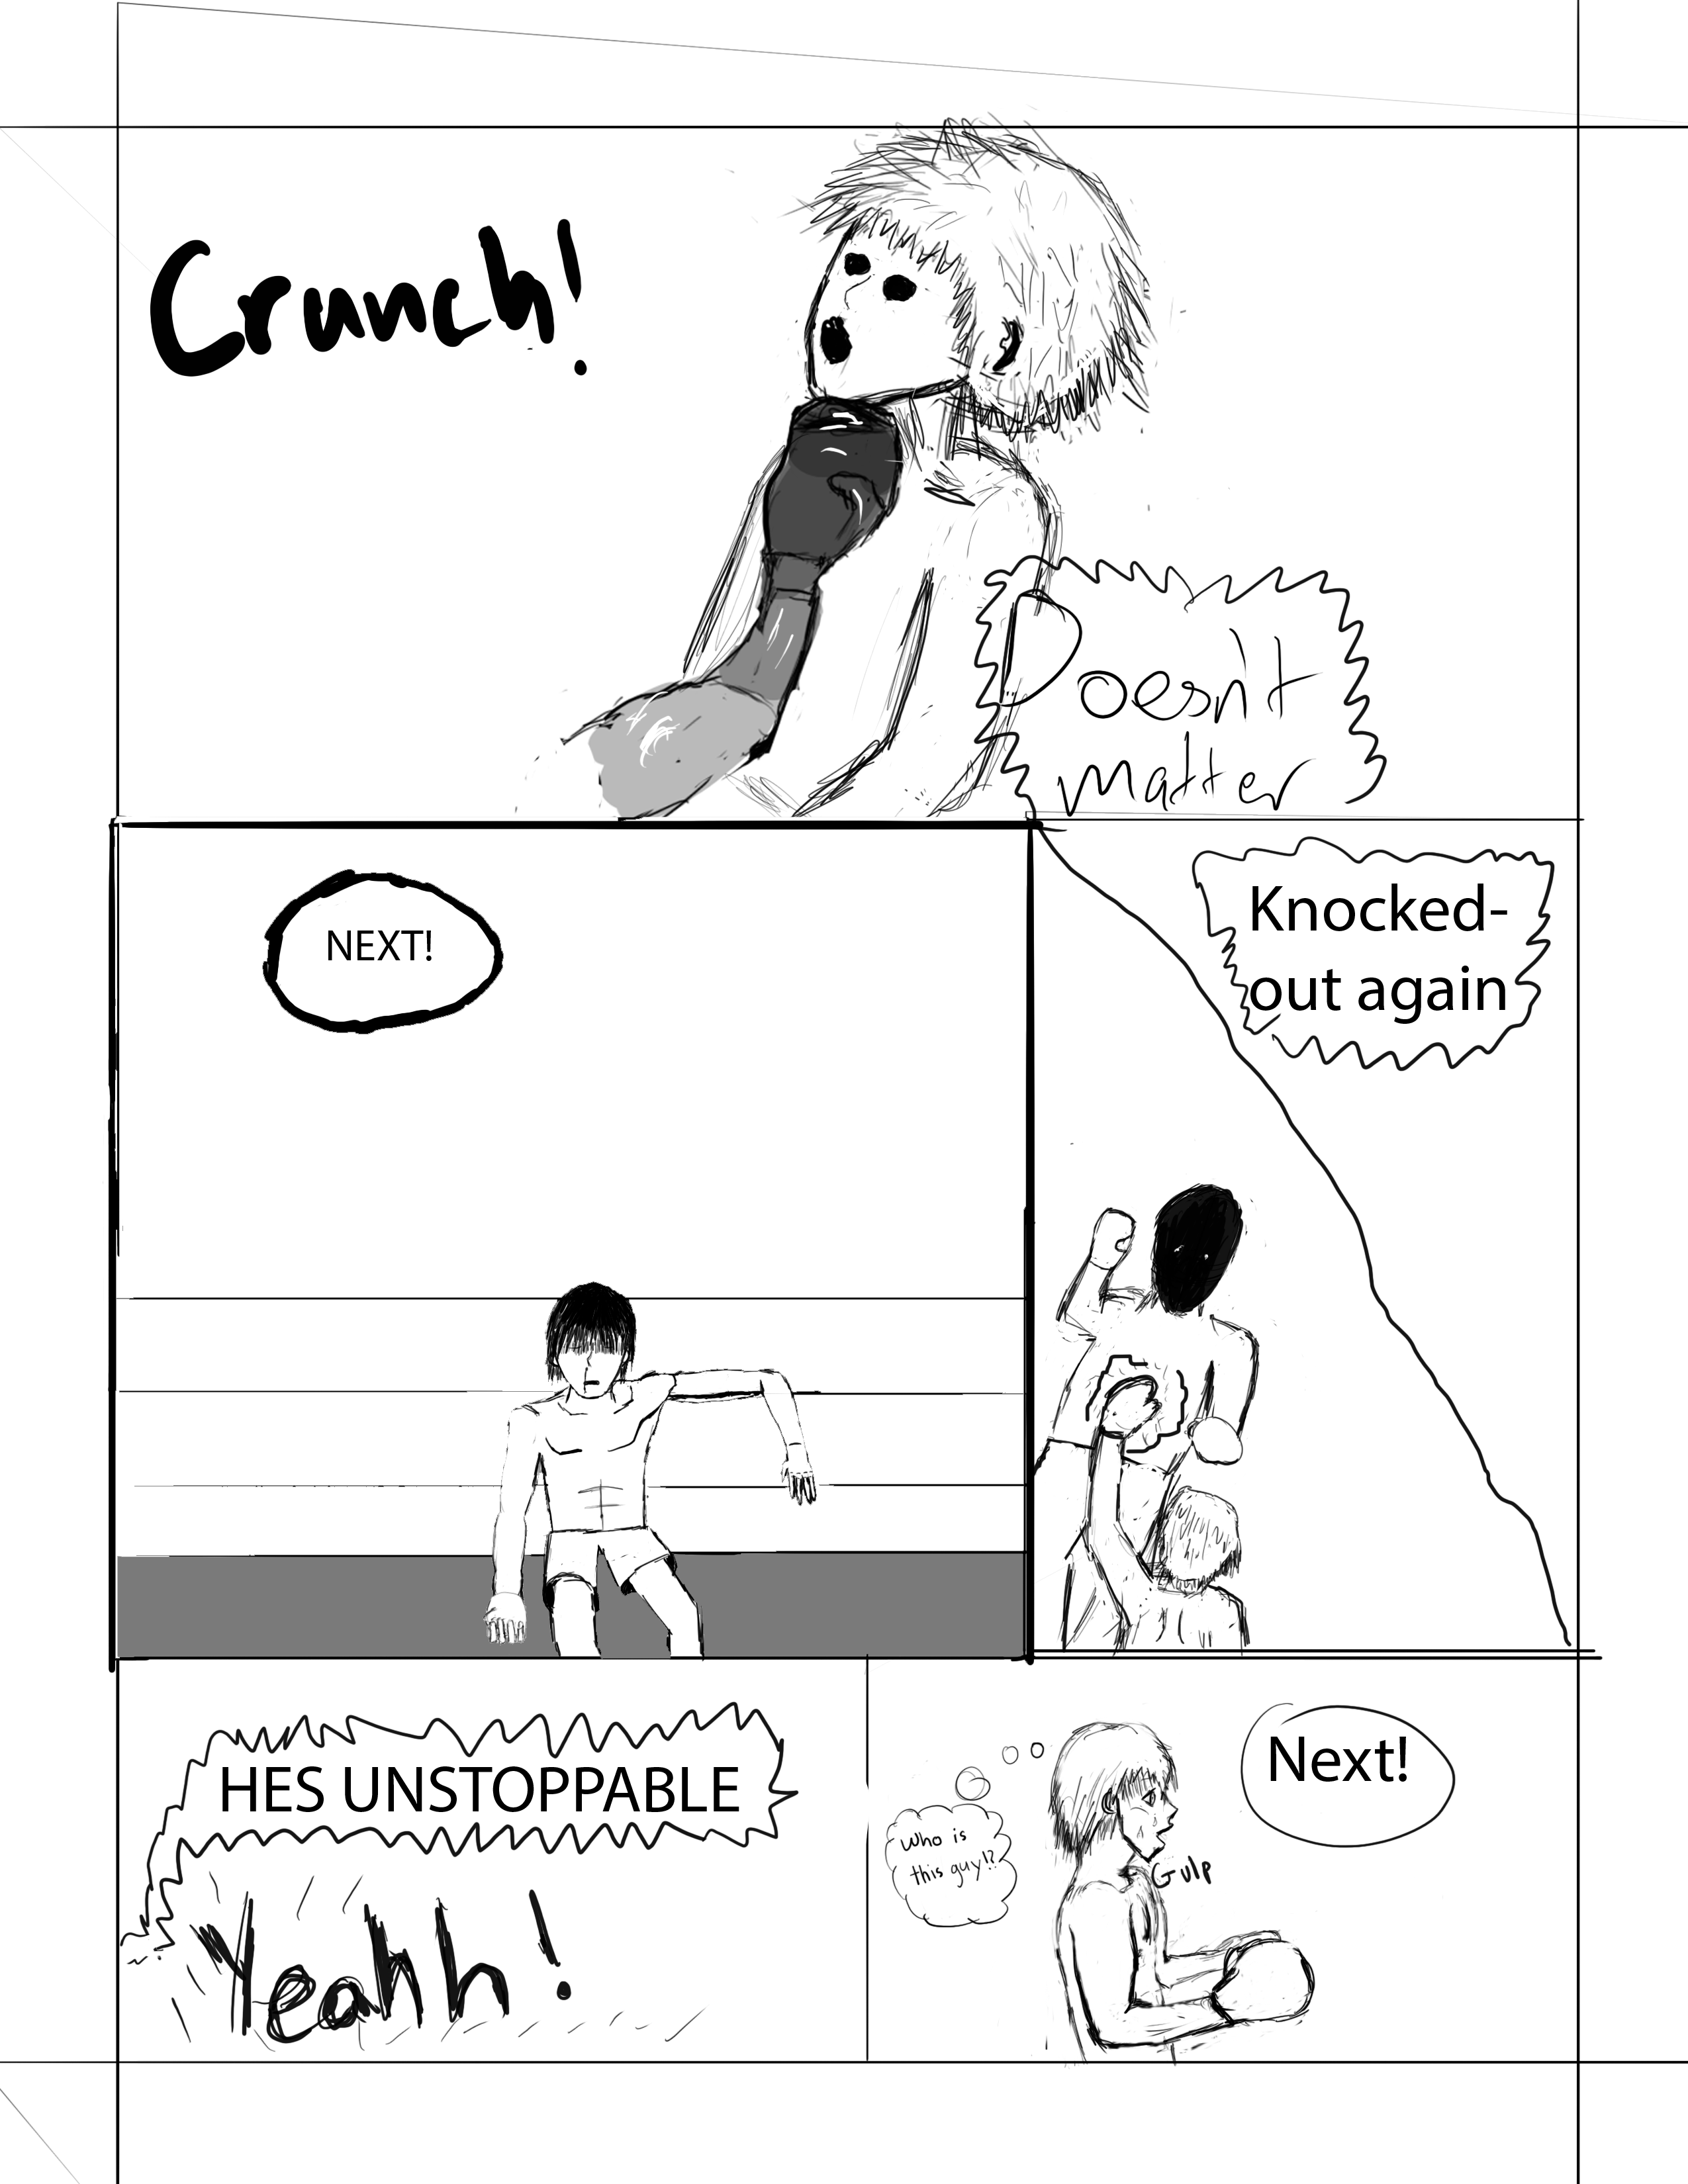 Crunch!
Doesn't
matter
NEXT!
Knocked-
out again
HES UNSTOPPABLE
Yeahh!
Who is
this guy!?
Gulp
Next!